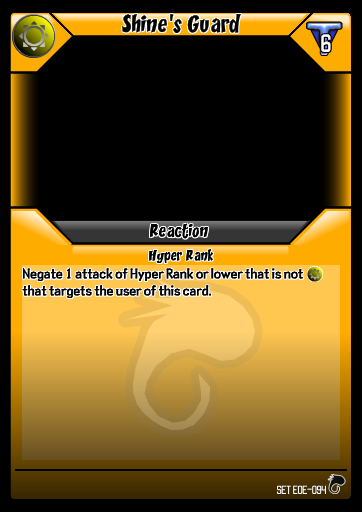 Shine's Guard
6
Reaction
Hyper Rank
Negate 1 attack of Hyper Rank or lower that is not
that targets the user of this card.
SET EOE-094